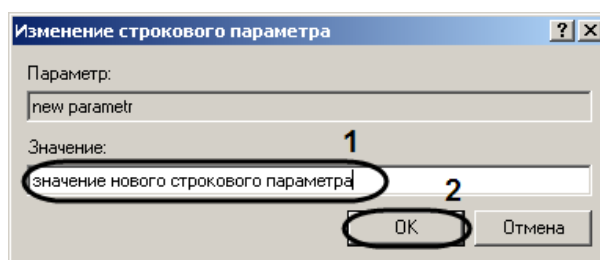 Изменение строкового параметра
Параметр:
new parametr
Значение:
1
значение нового строкового параметра
2
OK
Отмена